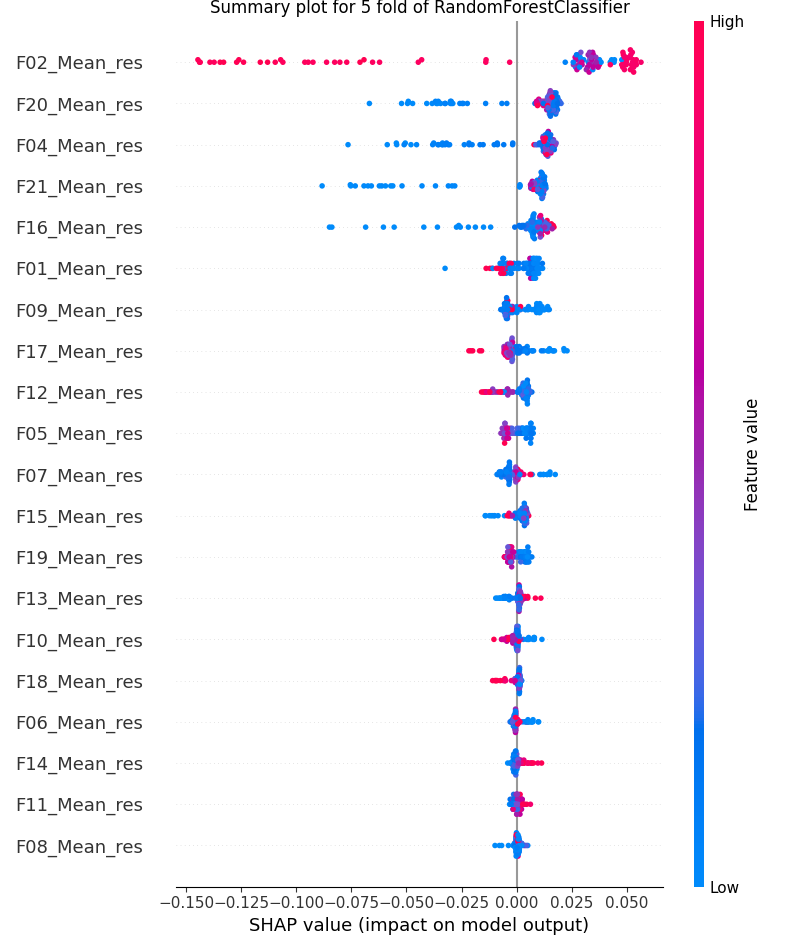 Summary plot for 5 fold of RandomForestClassifier
High
F02_Mean_res
F20_Mean_res
F04_Mean_res
F21_Mean_res
F16_Mean_res
F01_Mean_res
F09_Mean_res
F17_Mean_res
F12_Mean_res
F05_Mean_res
F07_Mean_res
F15_Mean_res
F19_Mean_res
F13_Mean_res
F10_Mean_res
F18_Mean_res
F06_Mean_res
F14_Mean_res
F11_Mean_res
F08_Mean_res
Feature value
Low
−0.150 −0.125 −0.100 −0.075 −0.050 −0.025 0.000 0.025 0.050
SHAP value (impact on model output)